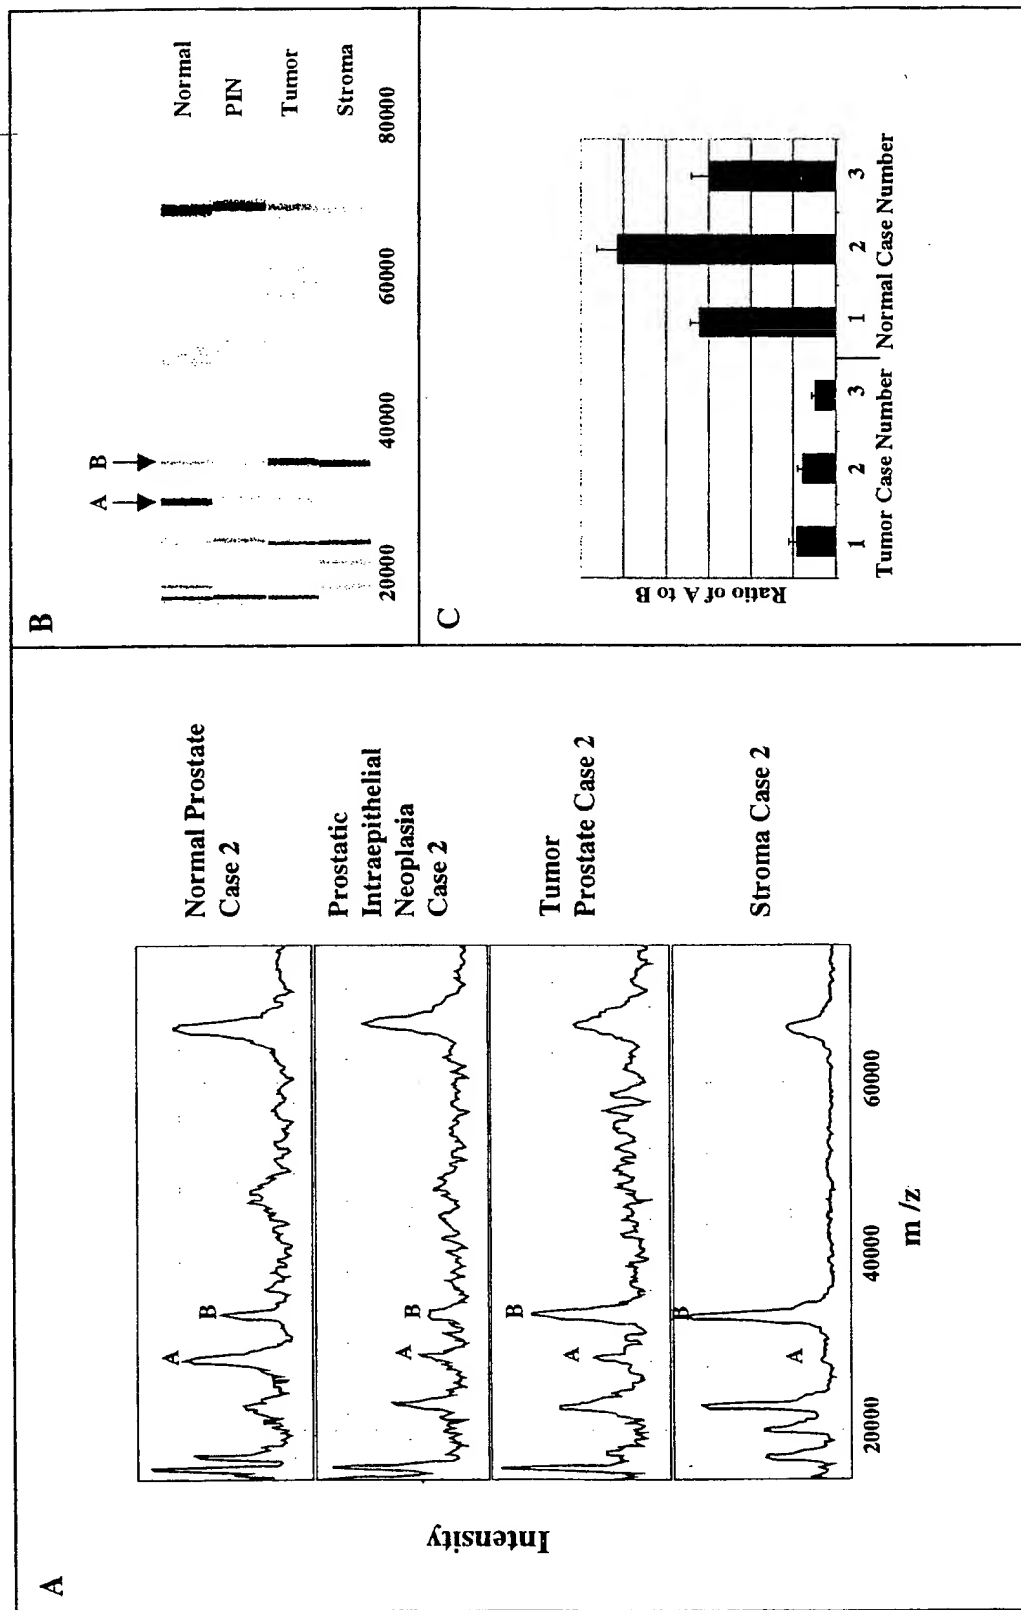 A
Intensity
Normal Prostate
Case 2
A
B
Prostatic
Intraepithelial
Neoplasia
Case 2
A
B
Tumor
Prostate Case 2
A
B
Stroma Case 2
A
B
20000
40000
60000
m /z
B
A
B
Normal
PIN
Tumor
Stroma
20000
40000
60000
80000
C
Ratio of A to B
1
2
3
1
2
3
Tumor Case Number
Normal Case Number